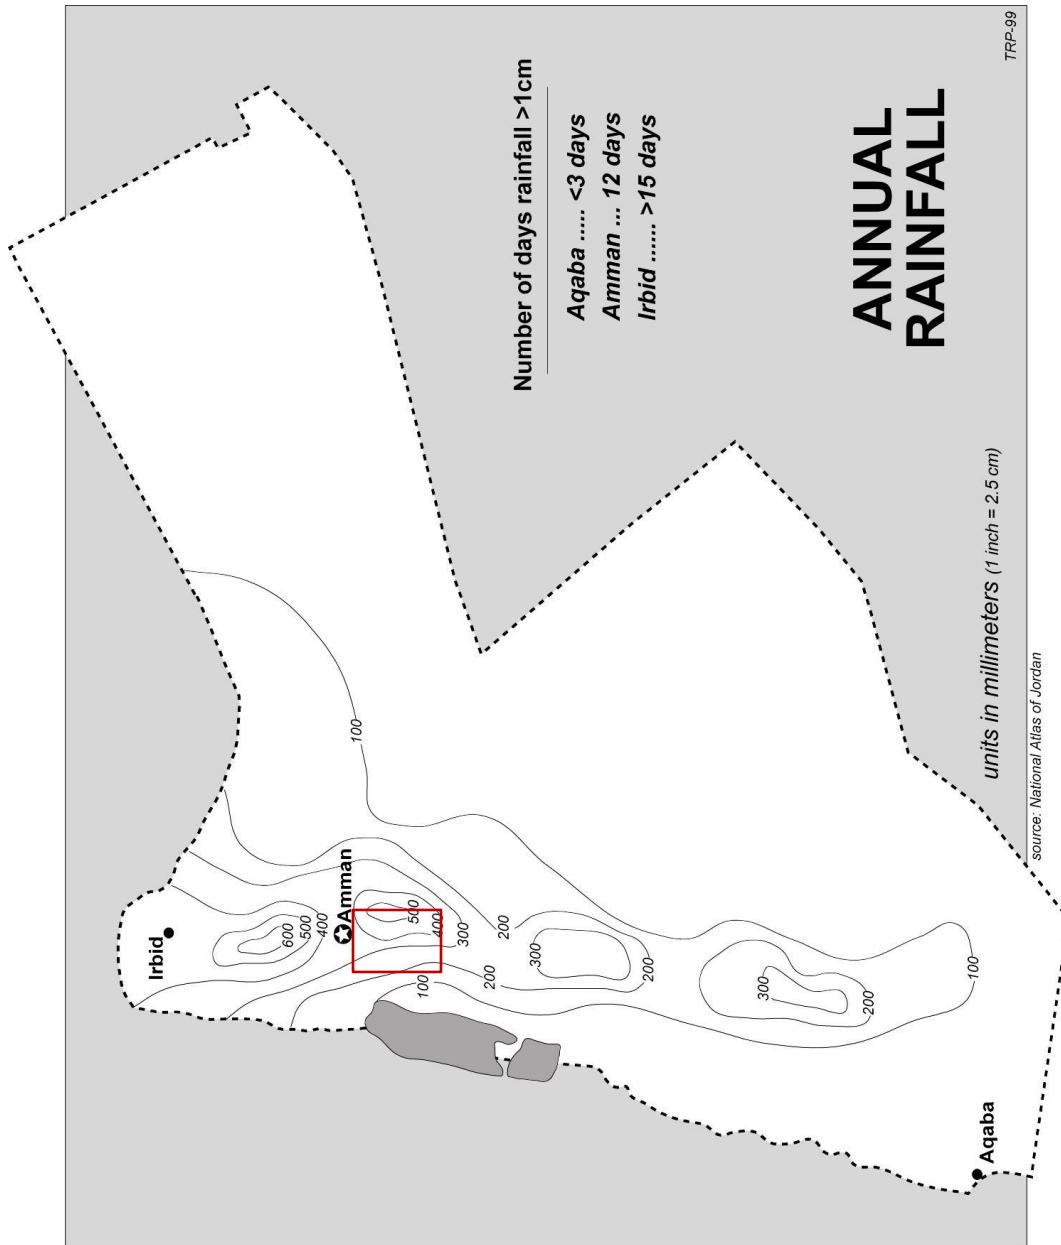 ANNUAL
RAINFALL
TRP-99
Number of days rainfall >1cm
Aqaba ..... <3 days
Amman ... 12 days
Irbid ...... >15 days
Irbid
600
500
400
Amman
500
400
300
200
100
200
100
300
200
300
200
100
Aqaba
units in millimeters (1 inch = 2.5 cm)
source: National Atlas of Jordan